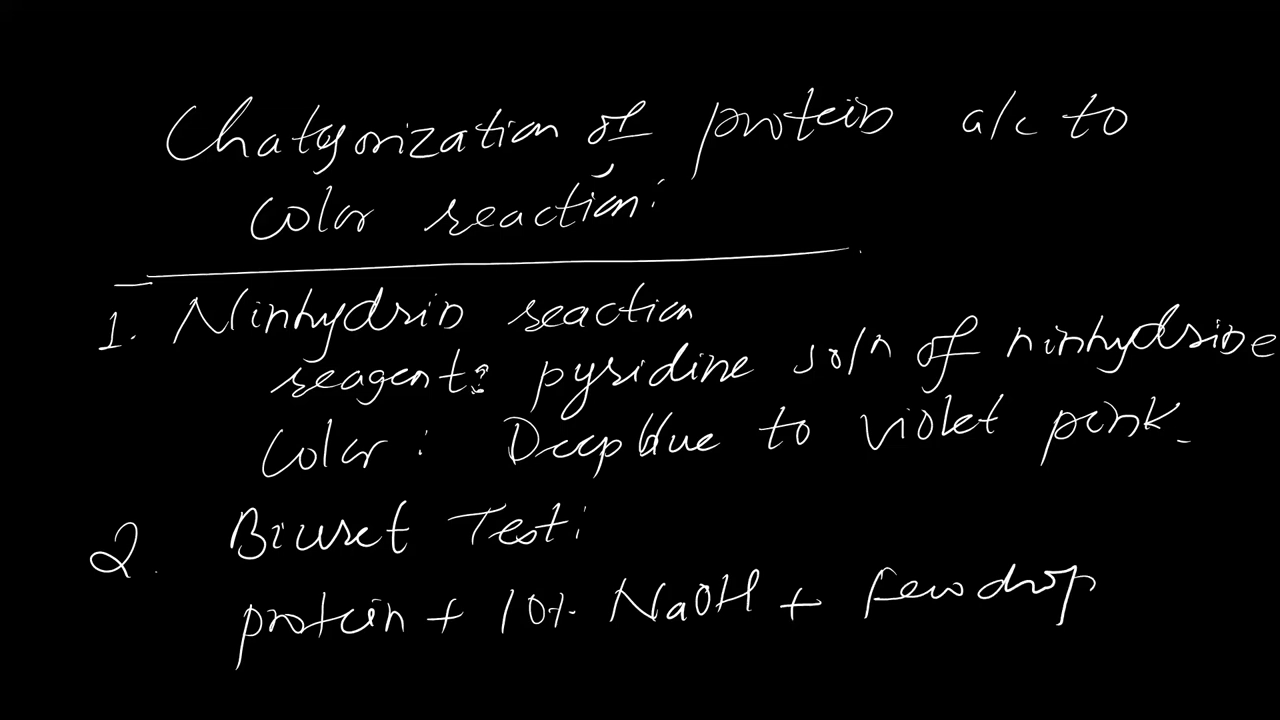 Chatgorization of protein a/c to
color reaction:
1. Ninhydrin reaction
reagent: pyridine soln of ninhydrine
Color: Deep blue to violet pink.
2. Biuret Test:
protein + 10% NaOH + few drop